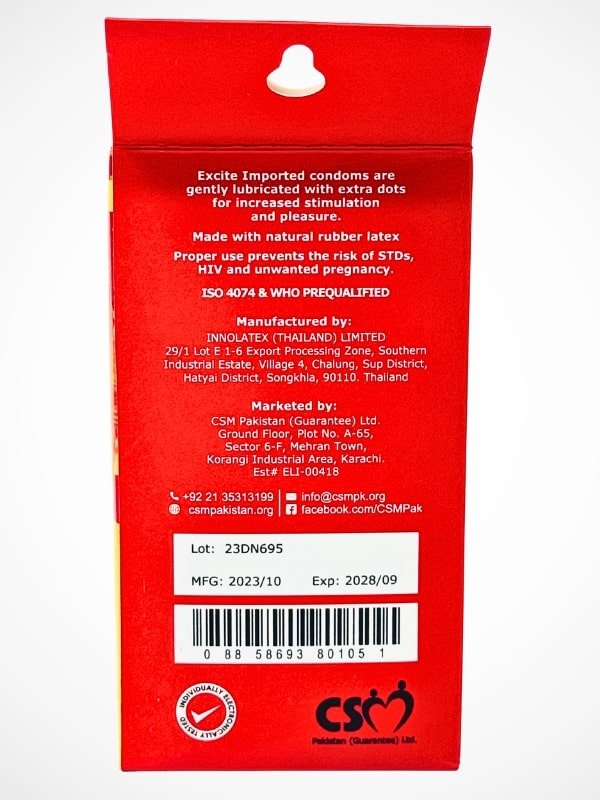 Excite Imported condoms are
gently lubricated with extra dots
for increased stimulation
and pleasure.
Made with natural rubber latex
Proper use prevents the risk of STDs,
HIV and unwanted pregnancy.
ISO 4074 & WHO PREQUALIFIED
Manufactured by:
INNOLATEX (THAILAND) LIMITED
29/1 Lot E 1-6 Export Processing Zone, Southern
Industrial Estate, Village 4, Chalung, Sup District,
Hatyai District, Songkhla, 90110. Thailand
Marketed by:
CSM Pakistan (Guarantee) Ltd.
Ground Floor, Plot No. A-65,
Sector 6-F, Mehran Town,
Korangi Industrial Area, Karachi.
Est# ELI-00418
+92 21 35313199 | info@csmpk.org
csmpakistan.org | facebook.com/CSMPak
Lot: 23DN695
MFG: 2023/10 Exp: 2028/09
0 88 58693 80105 1
INDIVIDUALLY ELECTRONICALLY TESTED
CSM
Pakistan (Guarantee) Ltd.